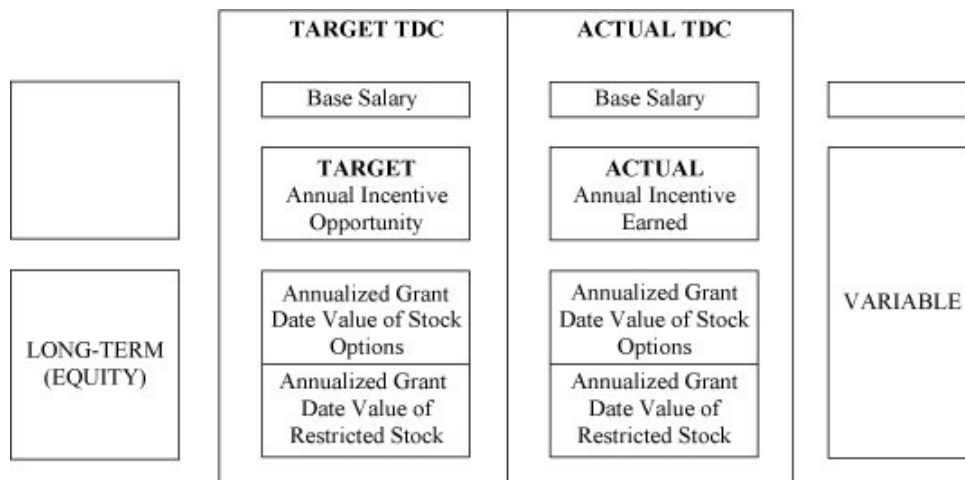 TARGET TDC
ACTUAL TDC
Base Salary
Base Salary
TARGET
Annual Incentive
Opportunity
ACTUAL
Annual Incentive
Earned
LONG-TERM
(EQUITY)
Annualized Grant
Date Value of Stock
Options
Annualized Grant
Date Value of
Restricted Stock
Annualized Grant
Date Value of Stock
Options
Annualized Grant
Date Value of
Restricted Stock
VARIABLE